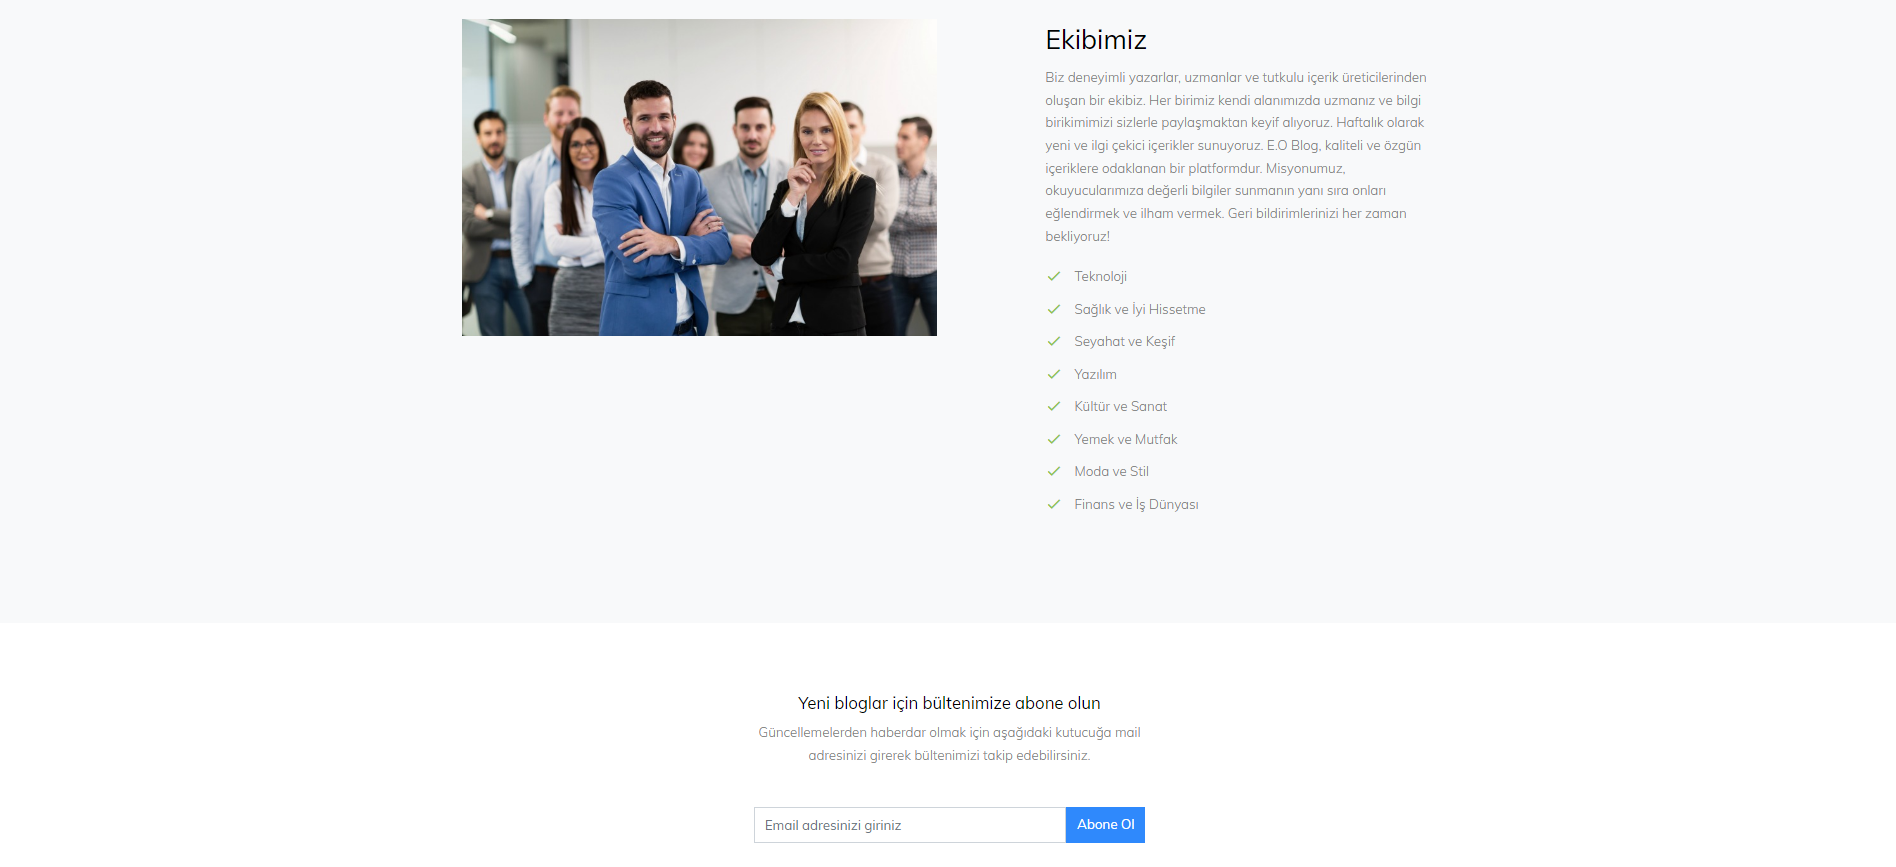 Ekibimiz
Biz deneyimli yazarlar, uzmanlar ve tutkulu içerik üreticilerinden
oluşan bir ekibiz. Her birimiz kendi alanımızda uzmanız ve bilgi
birikimimizi sizlerle paylaşmaktan keyif alıyoruz. Haftalık olarak
yeni ve ilgi çekici içerikler sunuyoruz. E.O Blog, kaliteli ve özgün
içeriklere odaklanan bir platformdur. Misyonumuz,
okuyucularımıza değerli bilgiler sunmanın yanı sıra onları
eğlendirmek ve ilham vermek. Geri bildirimlerinizi her zaman
bekliyoruz!
Teknoloji
Sağlık ve İyi Hissetme
Seyahat ve Keşif
Yazılım
Kültür ve Sanat
Yemek ve Mutfak
Moda ve Stil
Finans ve İş Dünyası
Yeni bloglar için bültenimize abone olun
Güncellemelerden haberdar olmak için aşağıdaki kutucuğa mail
adresinizi girerek bültenimizi takip edebilirsiniz.
Email adresinizi giriniz
Abone Ol